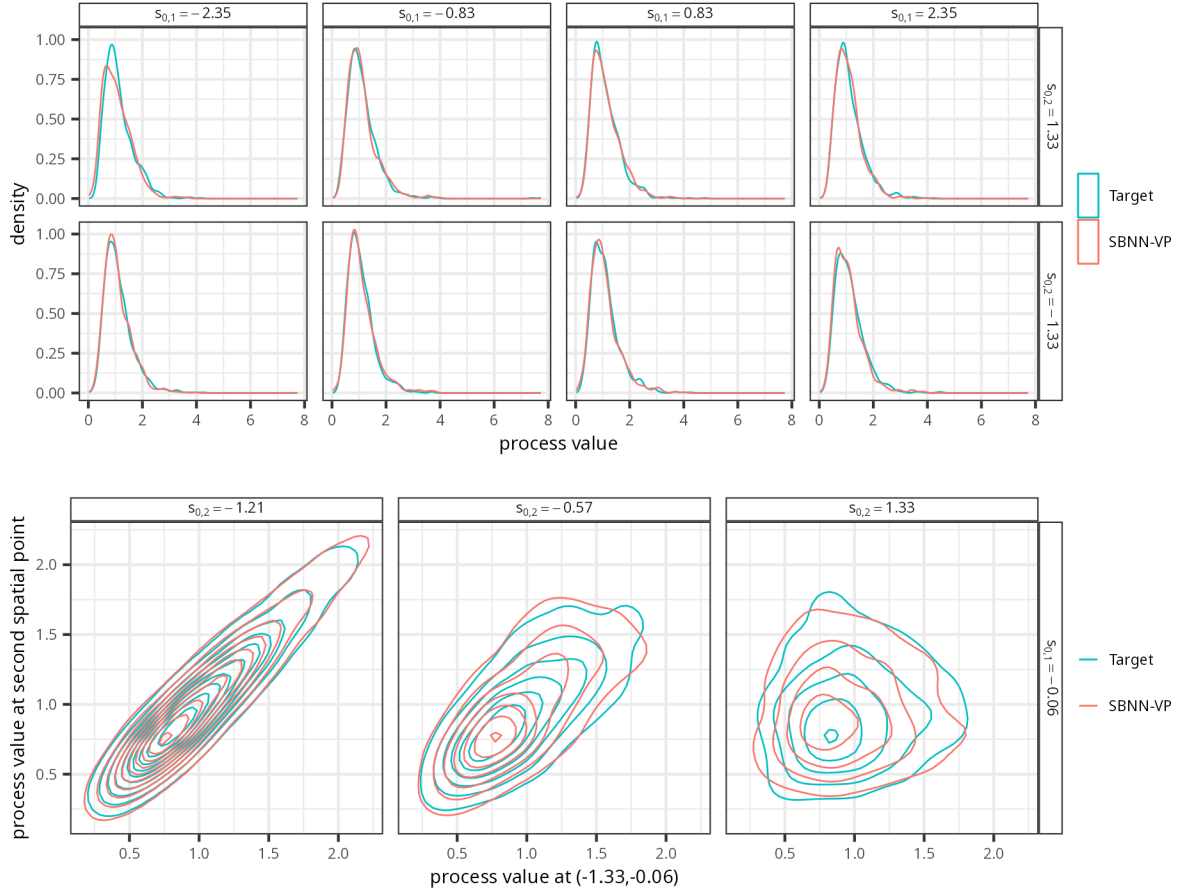 s0,1 = −2.35
s0,1 = −0.83
s0,1 = 0.83
s0,1 = 2.35
1.00
0.75
0.50
0.25
0.00
s0,2 = 1.33
1.00
0.75
0.50
0.25
0.00
s0,2 = −1.33
density
0 2 4 6 8
0 2 4 6 8
0 2 4 6 8
0 2 4 6 8
process value
Target
SBNN-VP
s0,2 = −1.21
s0,2 = −0.57
s0,2 = 1.33
2.0
1.5
1.0
0.5
s0,1 = −0.06
process value at second spatial point
0.5 1.0 1.5 2.0
0.5 1.0 1.5 2.0
0.5 1.0 1.5 2.0
process value at (-1.33,-0.06)
Target
SBNN-VP